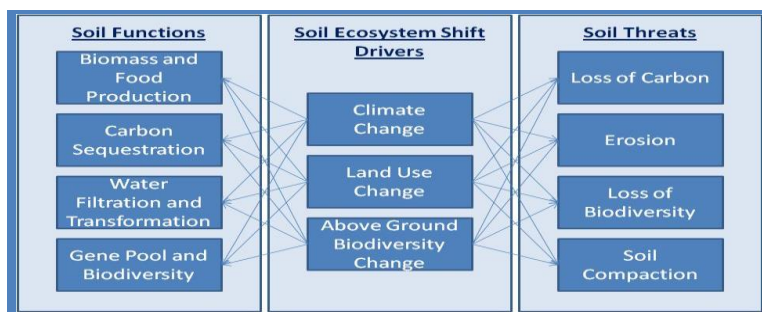 Soil Functions
Biomass and
Food
Production
Carbon
Sequestration
Water
Filtration and
Transformation
Gene Pool and
Biodiversity
Soil Ecosystem Shift
Drivers
Climate
Change
Land Use
Change
Above Ground
Biodiversity
Change
Soil Threats
Loss of Carbon
Erosion
Loss of
Biodiversity
Soil
Compaction